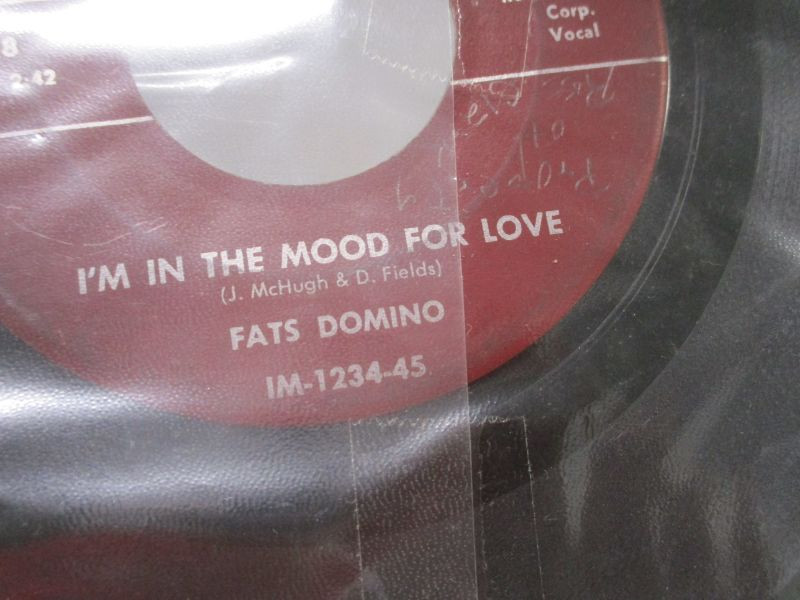 Corp.
Vocal
8
2:42
I'M IN THE MOOD FOR LOVE
(J. McHugh & D. Fields)
FATS DOMINO
IM-1234-45